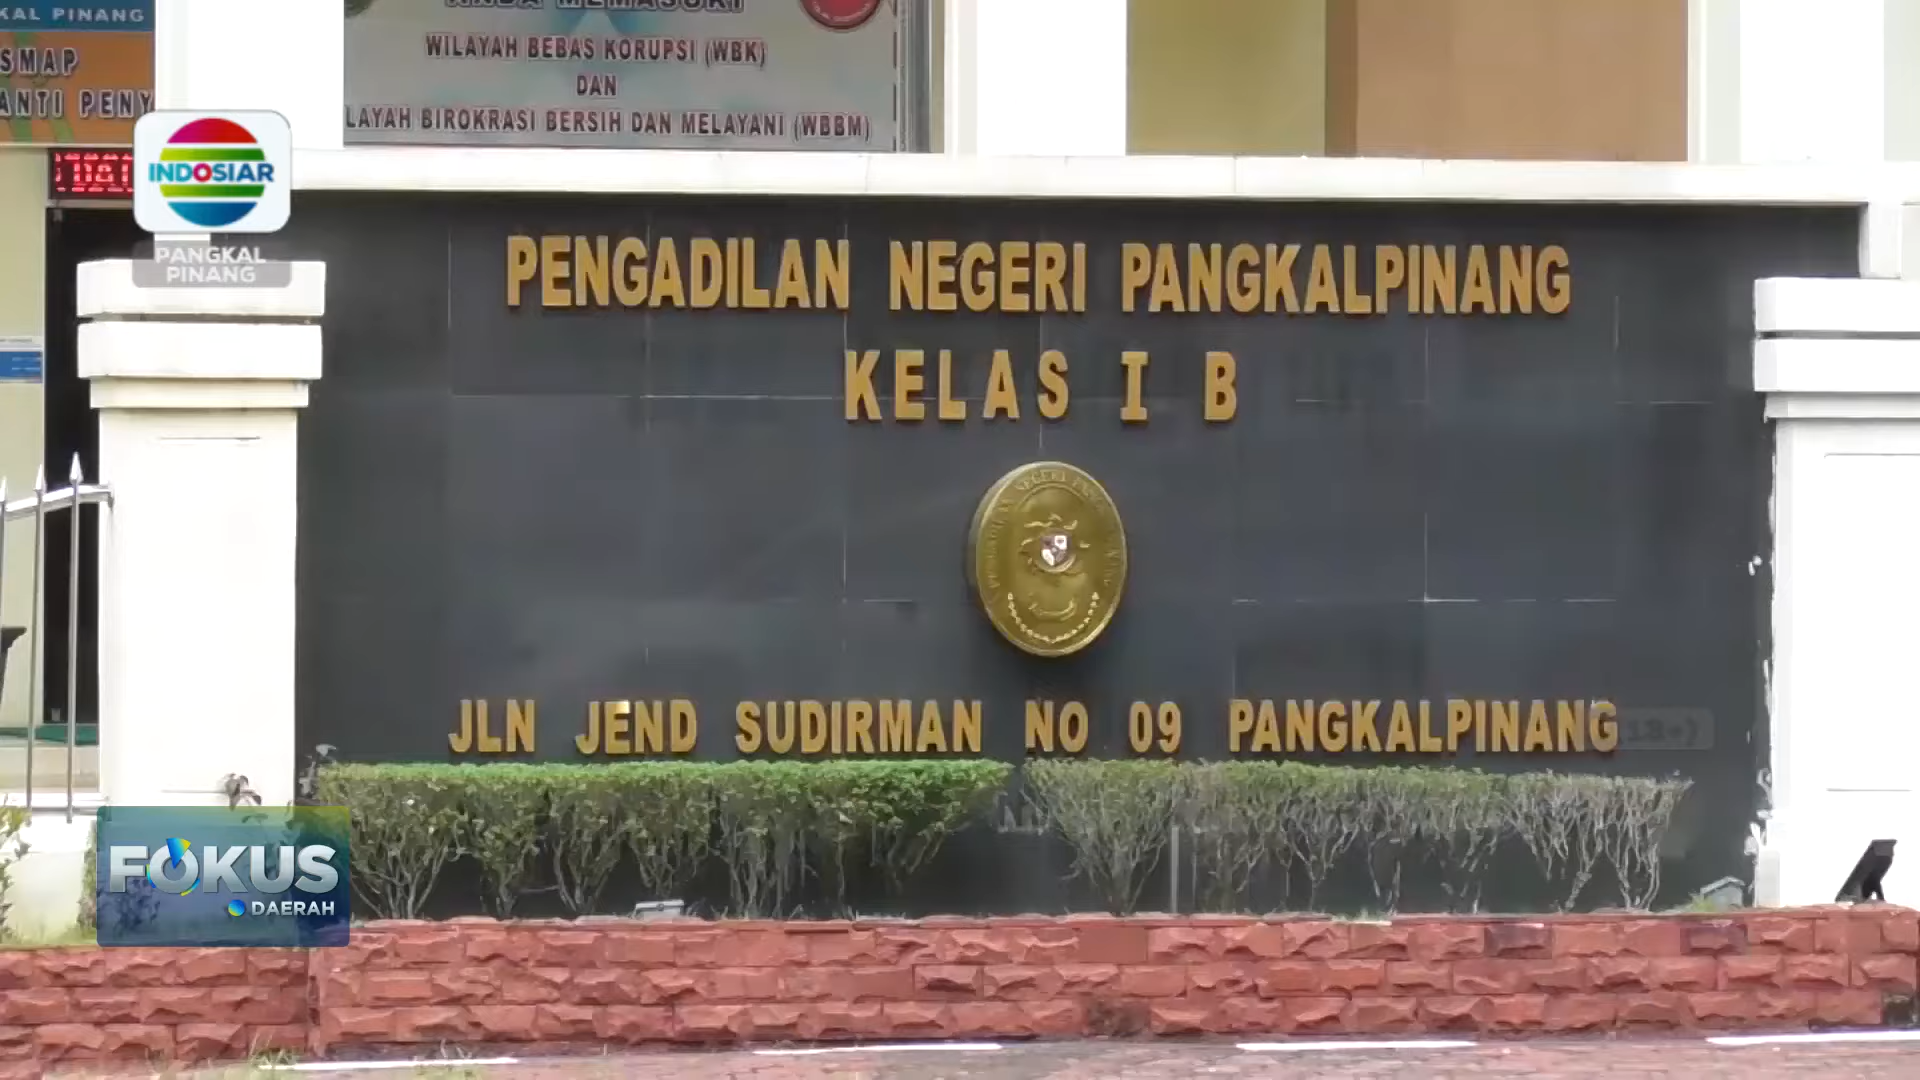 KAL PINANG
SMAP
ANTI PENY
WILAYAH BEBAS KORUPSI (WBK)
DAN
LAYAH BIROKRASI BERSIH DAN MELAYANI (WBBM)
INDOSIAR
PANGKAL
PINANG
PENGADILAN NEGERI PANGKALPINANG
KELAS I B
JLN JEND SUDIRMAN NO 09 PANGKALPINANG
FOKUS
DAERAH